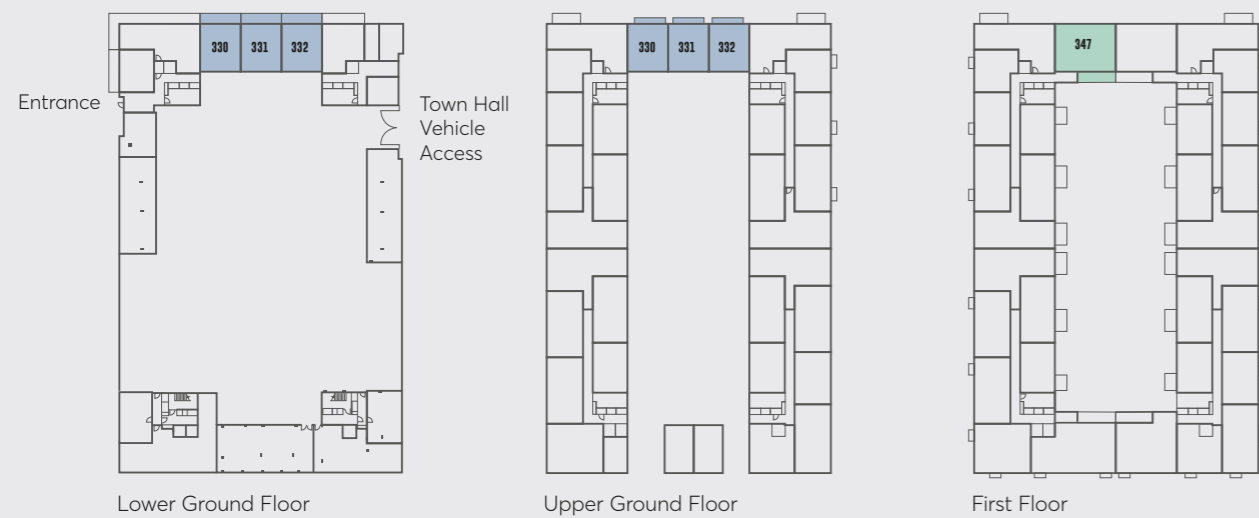 330 331 332
330 331 332
347
Entrance
Town Hall
Vehicle
Access
Lower Ground Floor
Upper Ground Floor
First Floor